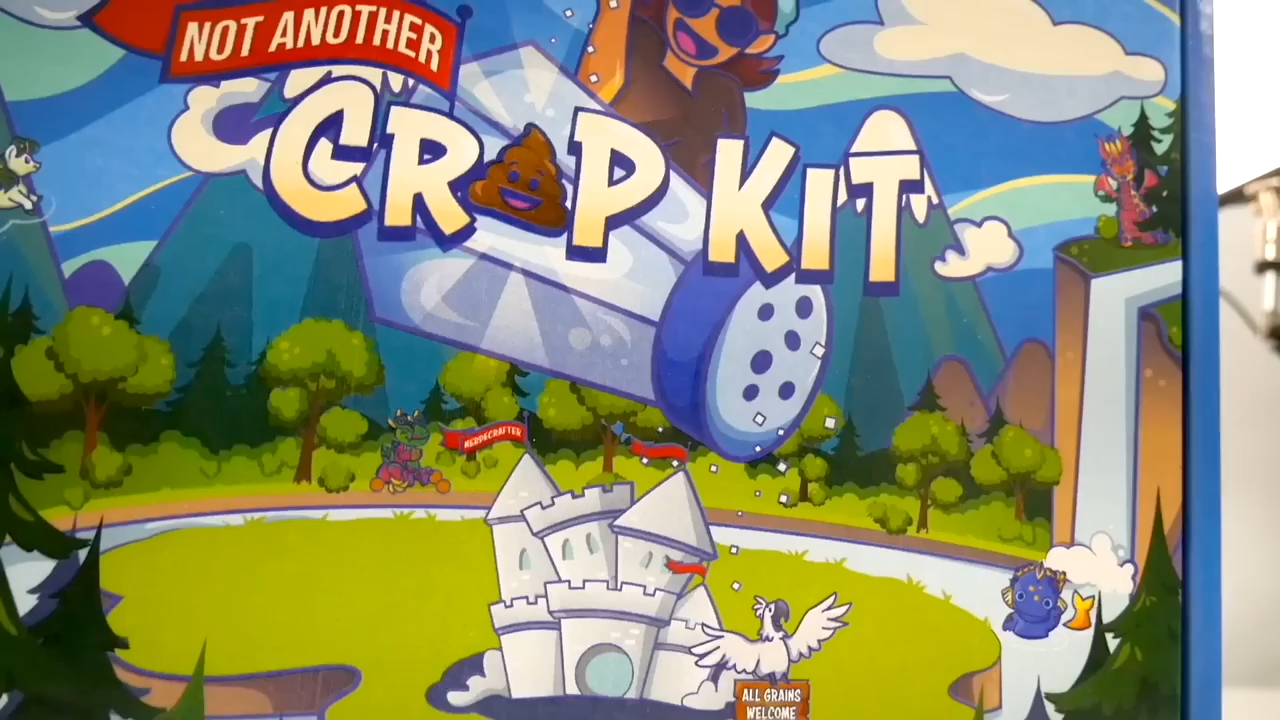 NOT ANOTHER
CR💩P KIT
NERDECRAFTER
ALL GRAINS
WELCOME